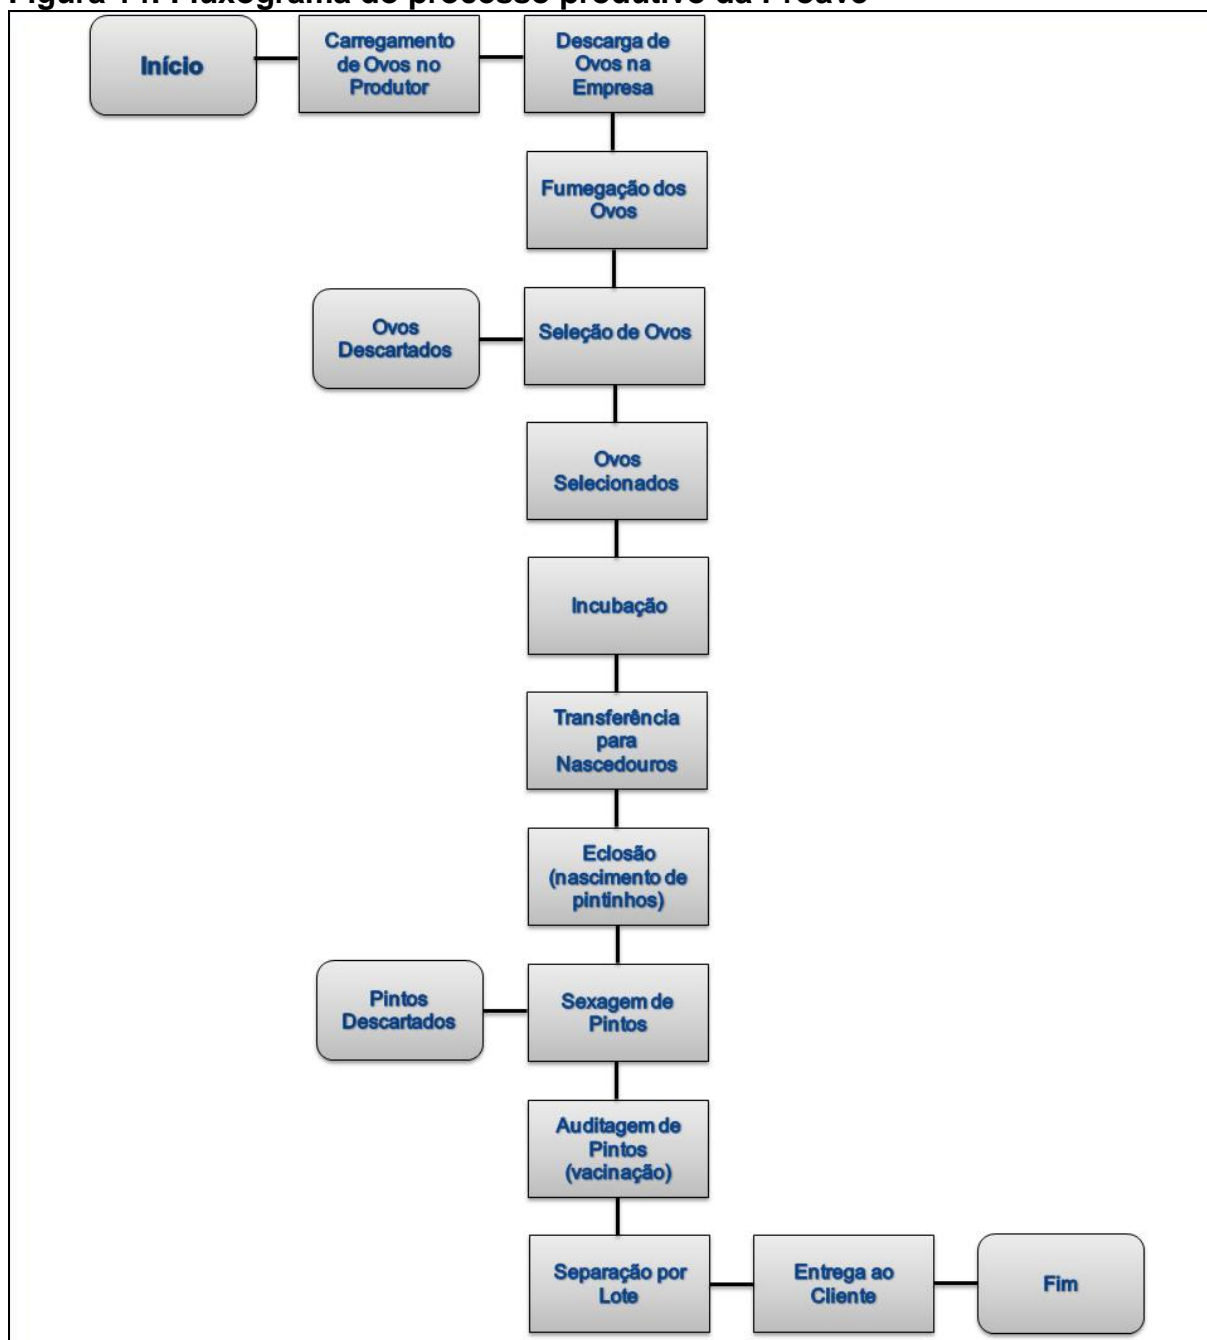 Início
Carregamento
de Ovos no
Produtor
Descarga de
Ovos na
Empresa
Fumegação dos
Ovos
Ovos
Descartados
Seleção de Ovos
Ovos
Selecionados
Incubação
Transferência
para
Nascedouros
Eclosão
(nascimento de
pintinhos)
Pintos
Descartados
Sexagem de
Pintos
Auditagem de
Pintos
(vacinação)
Separação por
Lote
Entrega ao
Cliente
Fim